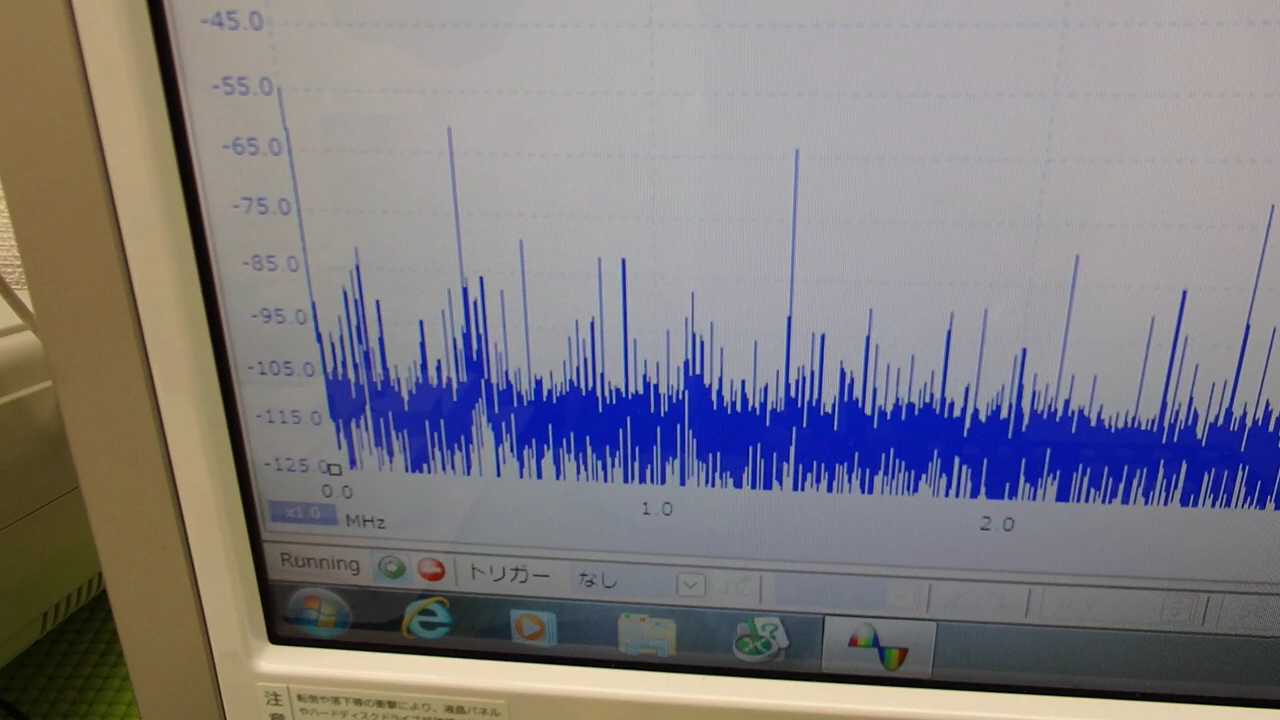 -45.0
-55.0
-65.0
-75.0
-85.0
-95.0
-105.0
-115.0
-125.0
0.0
1.0
2.0
x1.0
MHz
Running
トリガー
なし
注
意
転倒や落下等の衝撃により、液晶パネル
やハードディスクドライブが